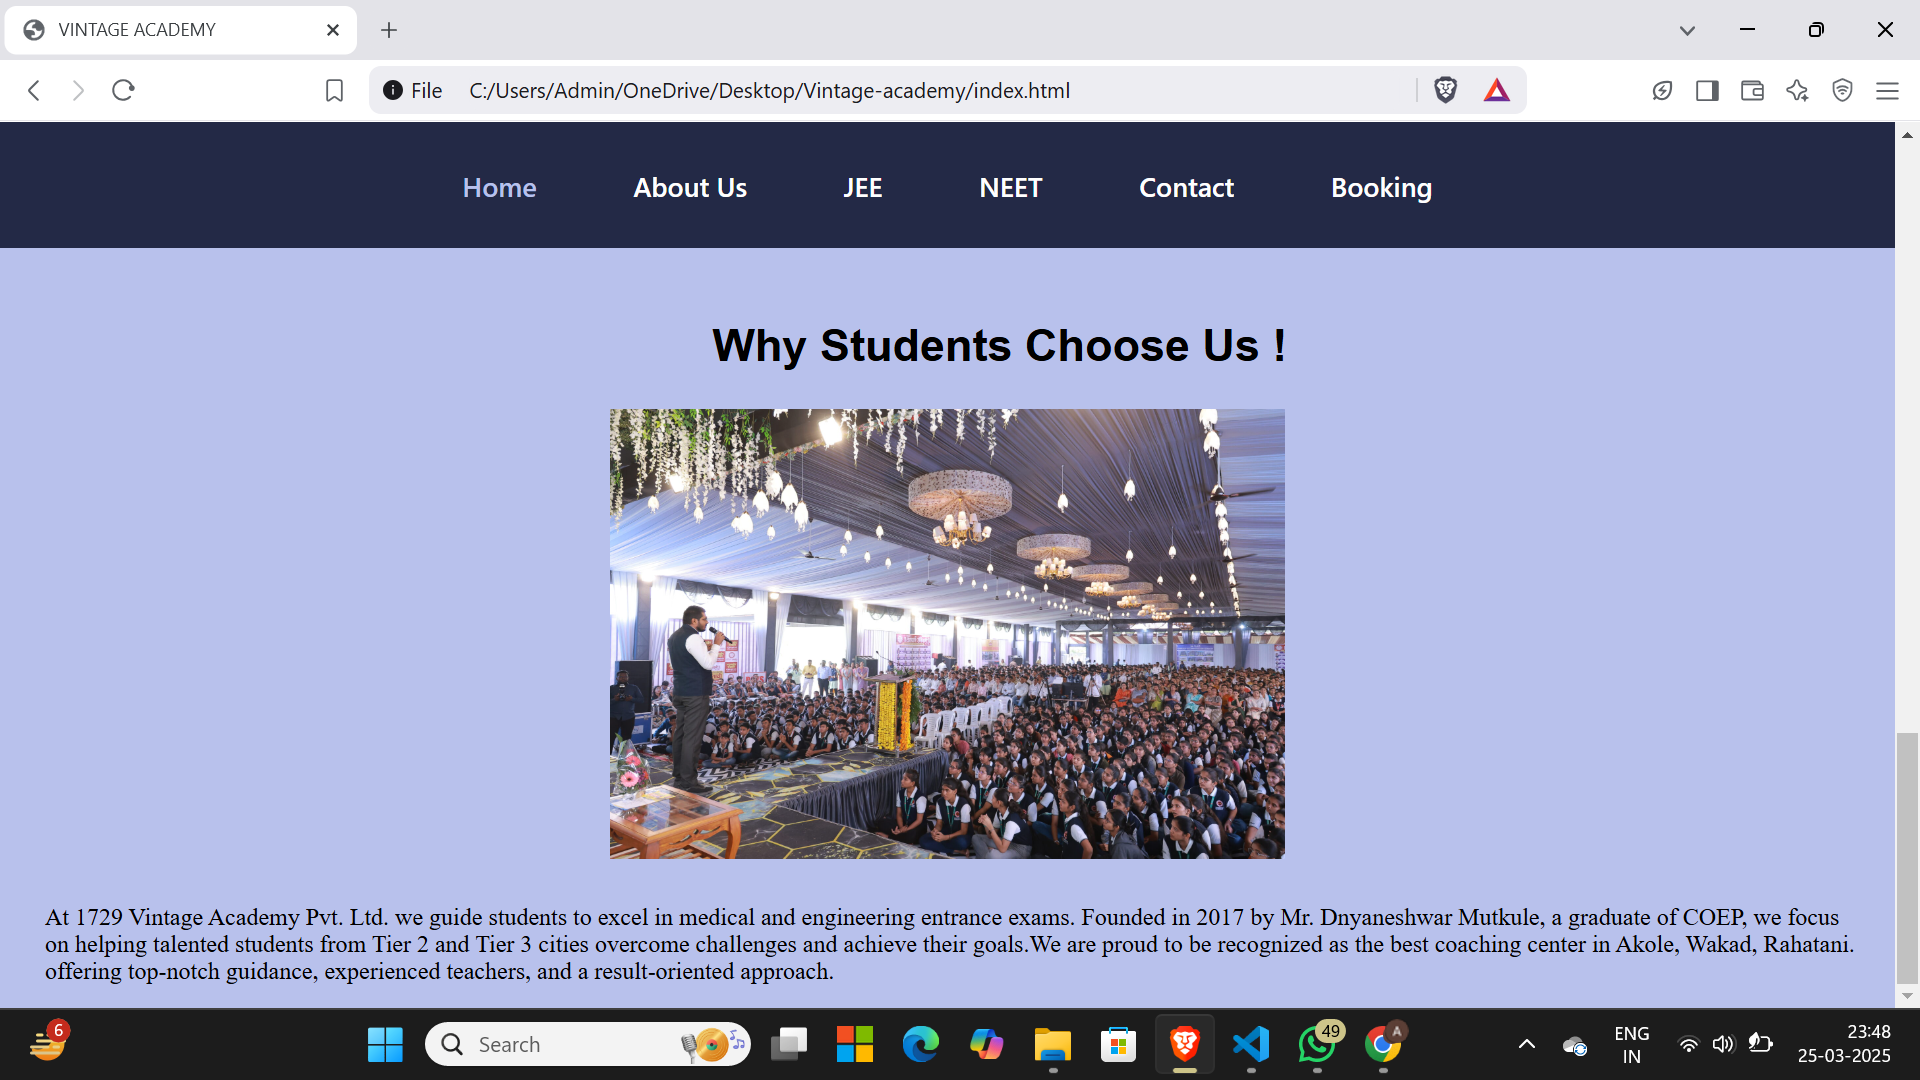 VINTAGE ACADEMY
File C:/Users/Admin/OneDrive/Desktop/Vintage-academy/index.html
Home About Us JEE NEET Contact Booking
Why Students Choose Us !
At 1729 Vintage Academy Pvt. Ltd. we guide students to excel in medical and engineering entrance exams. Founded in 2017 by Mr. Dnyaneshwar Mutkule, a graduate of COEP, we focus
on helping talented students from Tier 2 and Tier 3 cities overcome challenges and achieve their goals.We are proud to be recognized as the best coaching center in Akole, Wakad, Rahatani.
offering top-notch guidance, experienced teachers, and a result-oriented approach.
6
Search
49
A
ENG
IN
23:48
25-03-2025